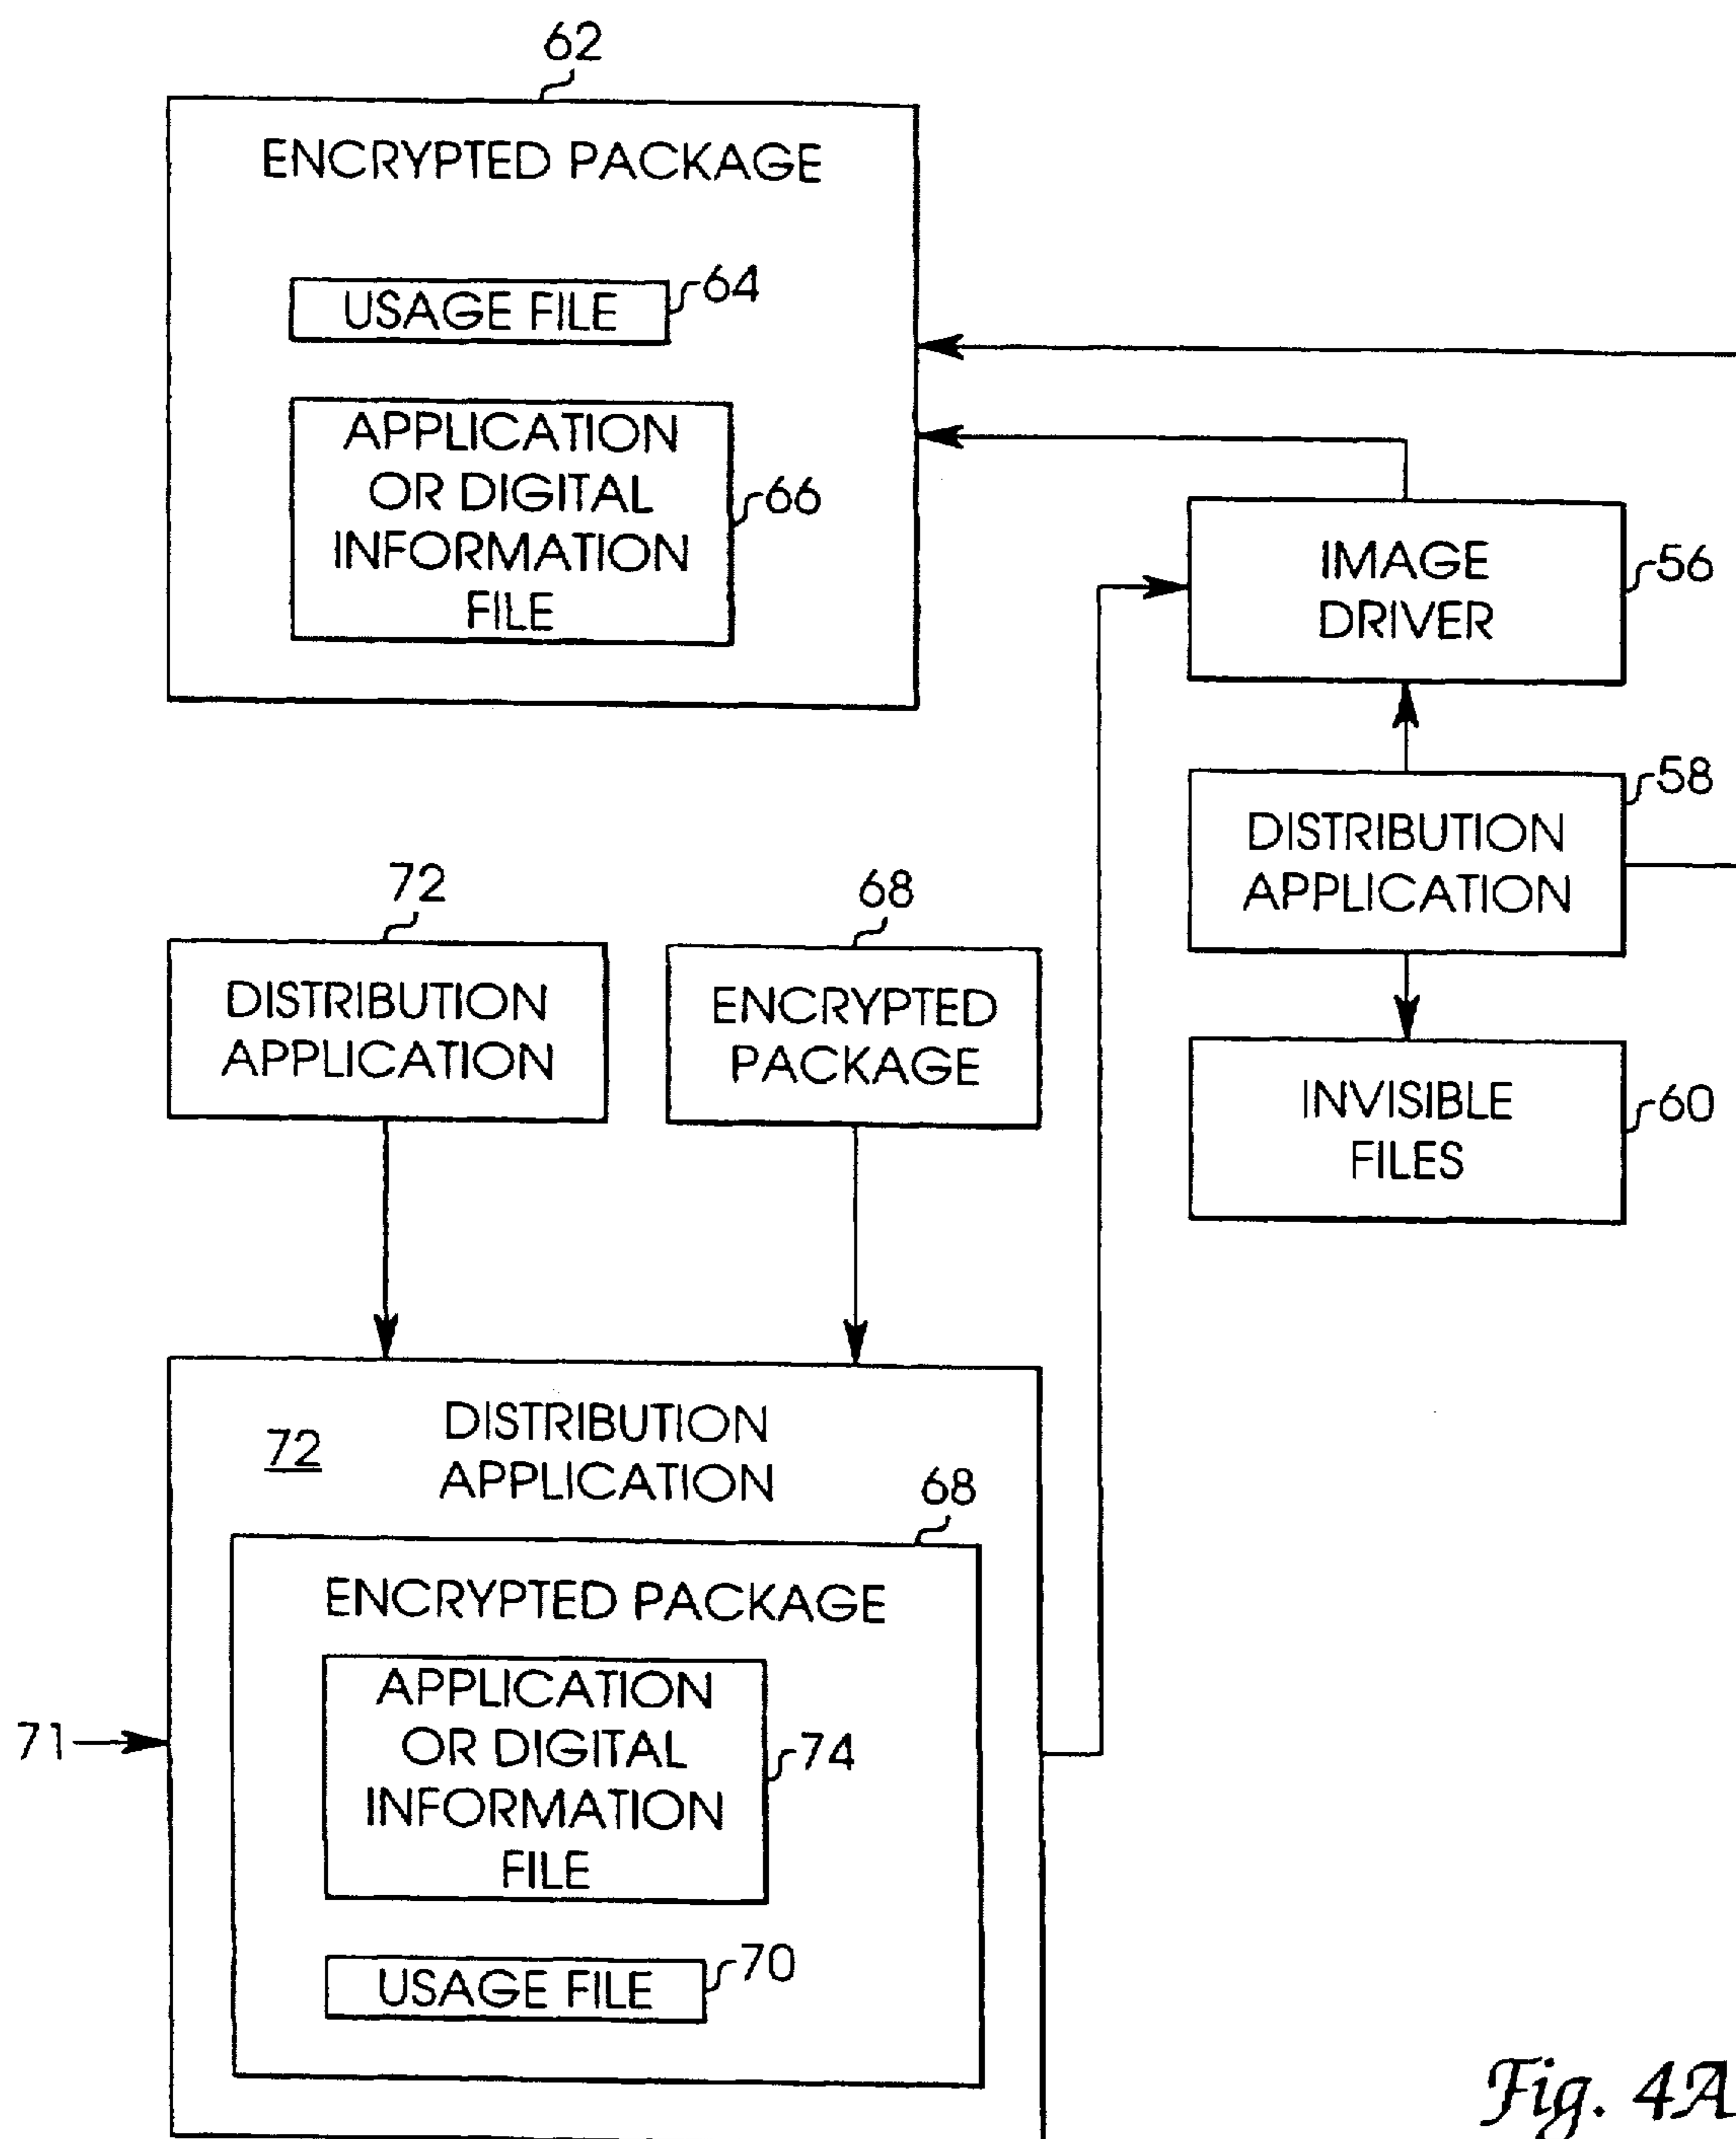 62
ENCRYPTED PACKAGE
USAGE FILE
64
APPLICATION
OR DIGITAL
INFORMATION
FILE
66
IMAGE
DRIVER
56
DISTRIBUTION
APPLICATION
58
INVISIBLE
FILES
60
72
DISTRIBUTION
APPLICATION
68
ENCRYPTED
PACKAGE
72
DISTRIBUTION
APPLICATION
68
ENCRYPTED PACKAGE
APPLICATION
OR DIGITAL
INFORMATION
FILE
74
71
USAGE FILE
70
Fig. 4A